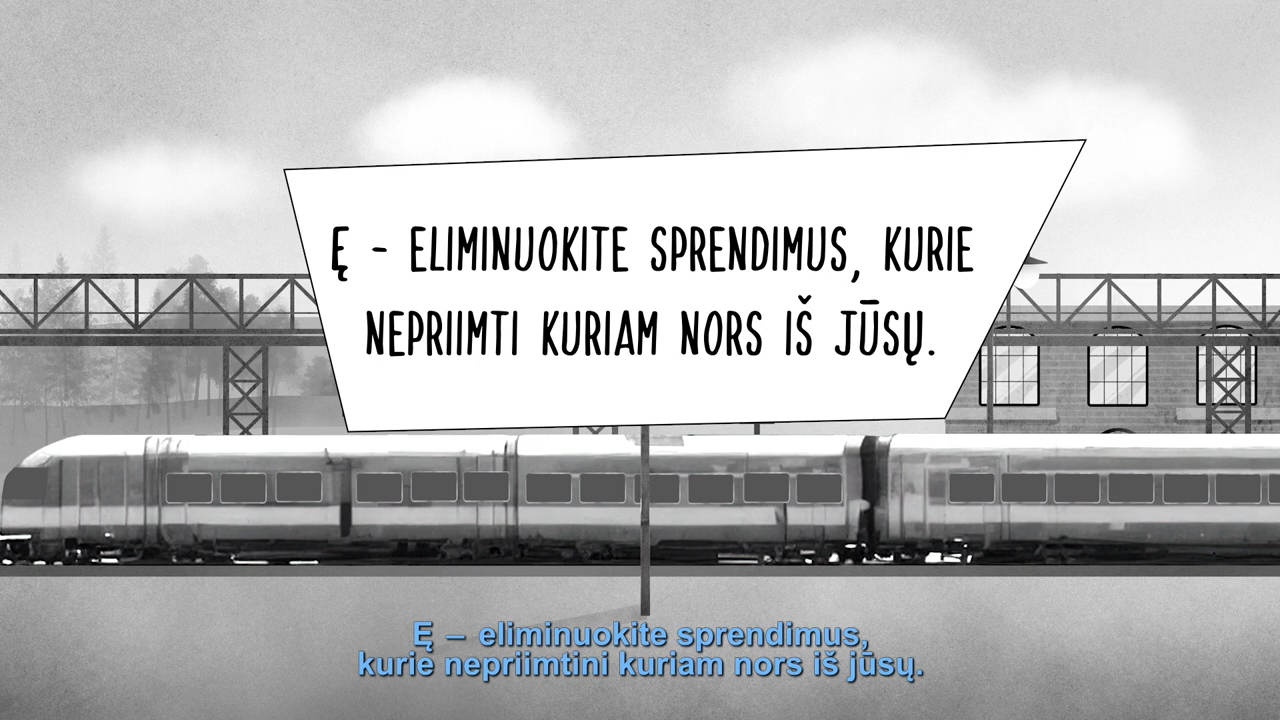 Ę - ELIMINUOKITE SPRENDIMUS, KURIE
NEPRIIMTI KURIAM NORS IŠ JŪSŲ.
Ę – eliminuokite sprendimus,
kurie nepriimtini kuriam nors iš jūsų.